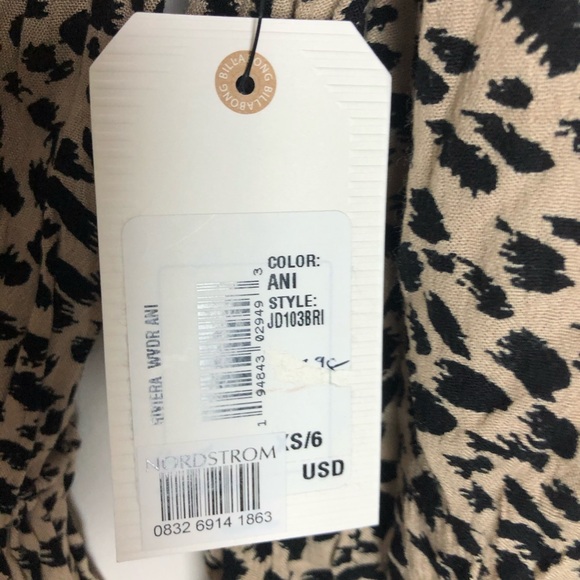 BILLABONG BILLABONG
COLOR:
ANI
STYLE:
JD103BRI
RIVIERA WVDR ANI
1 94843 02949 3
XS/6
USD
NORDSTROM
0832 6914 1863